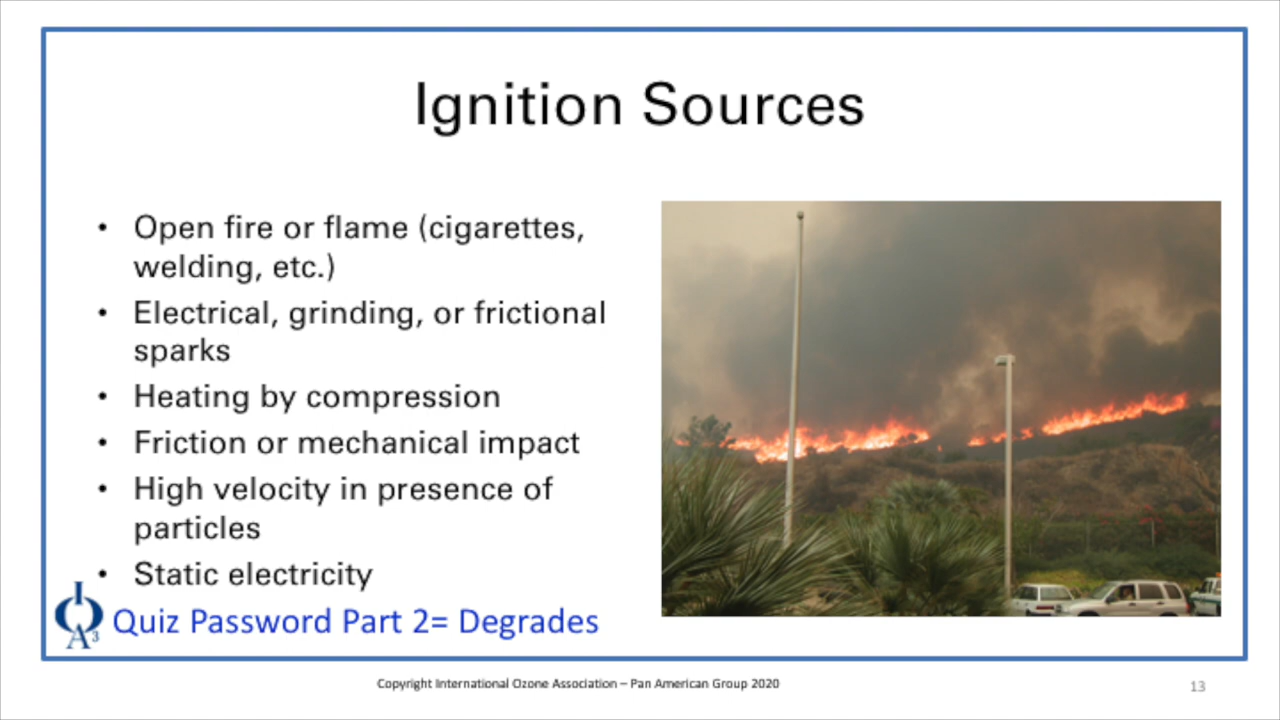 Ignition Sources
• Open fire or flame (cigarettes,
welding, etc.)
• Electrical, grinding, or frictional
sparks
• Heating by compression
• Friction or mechanical impact
• High velocity in presence of
particles
• Static electricity
IOA3
Quiz Password Part 2= Degrades
Copyright International Ozone Association – Pan American Group 2020
13